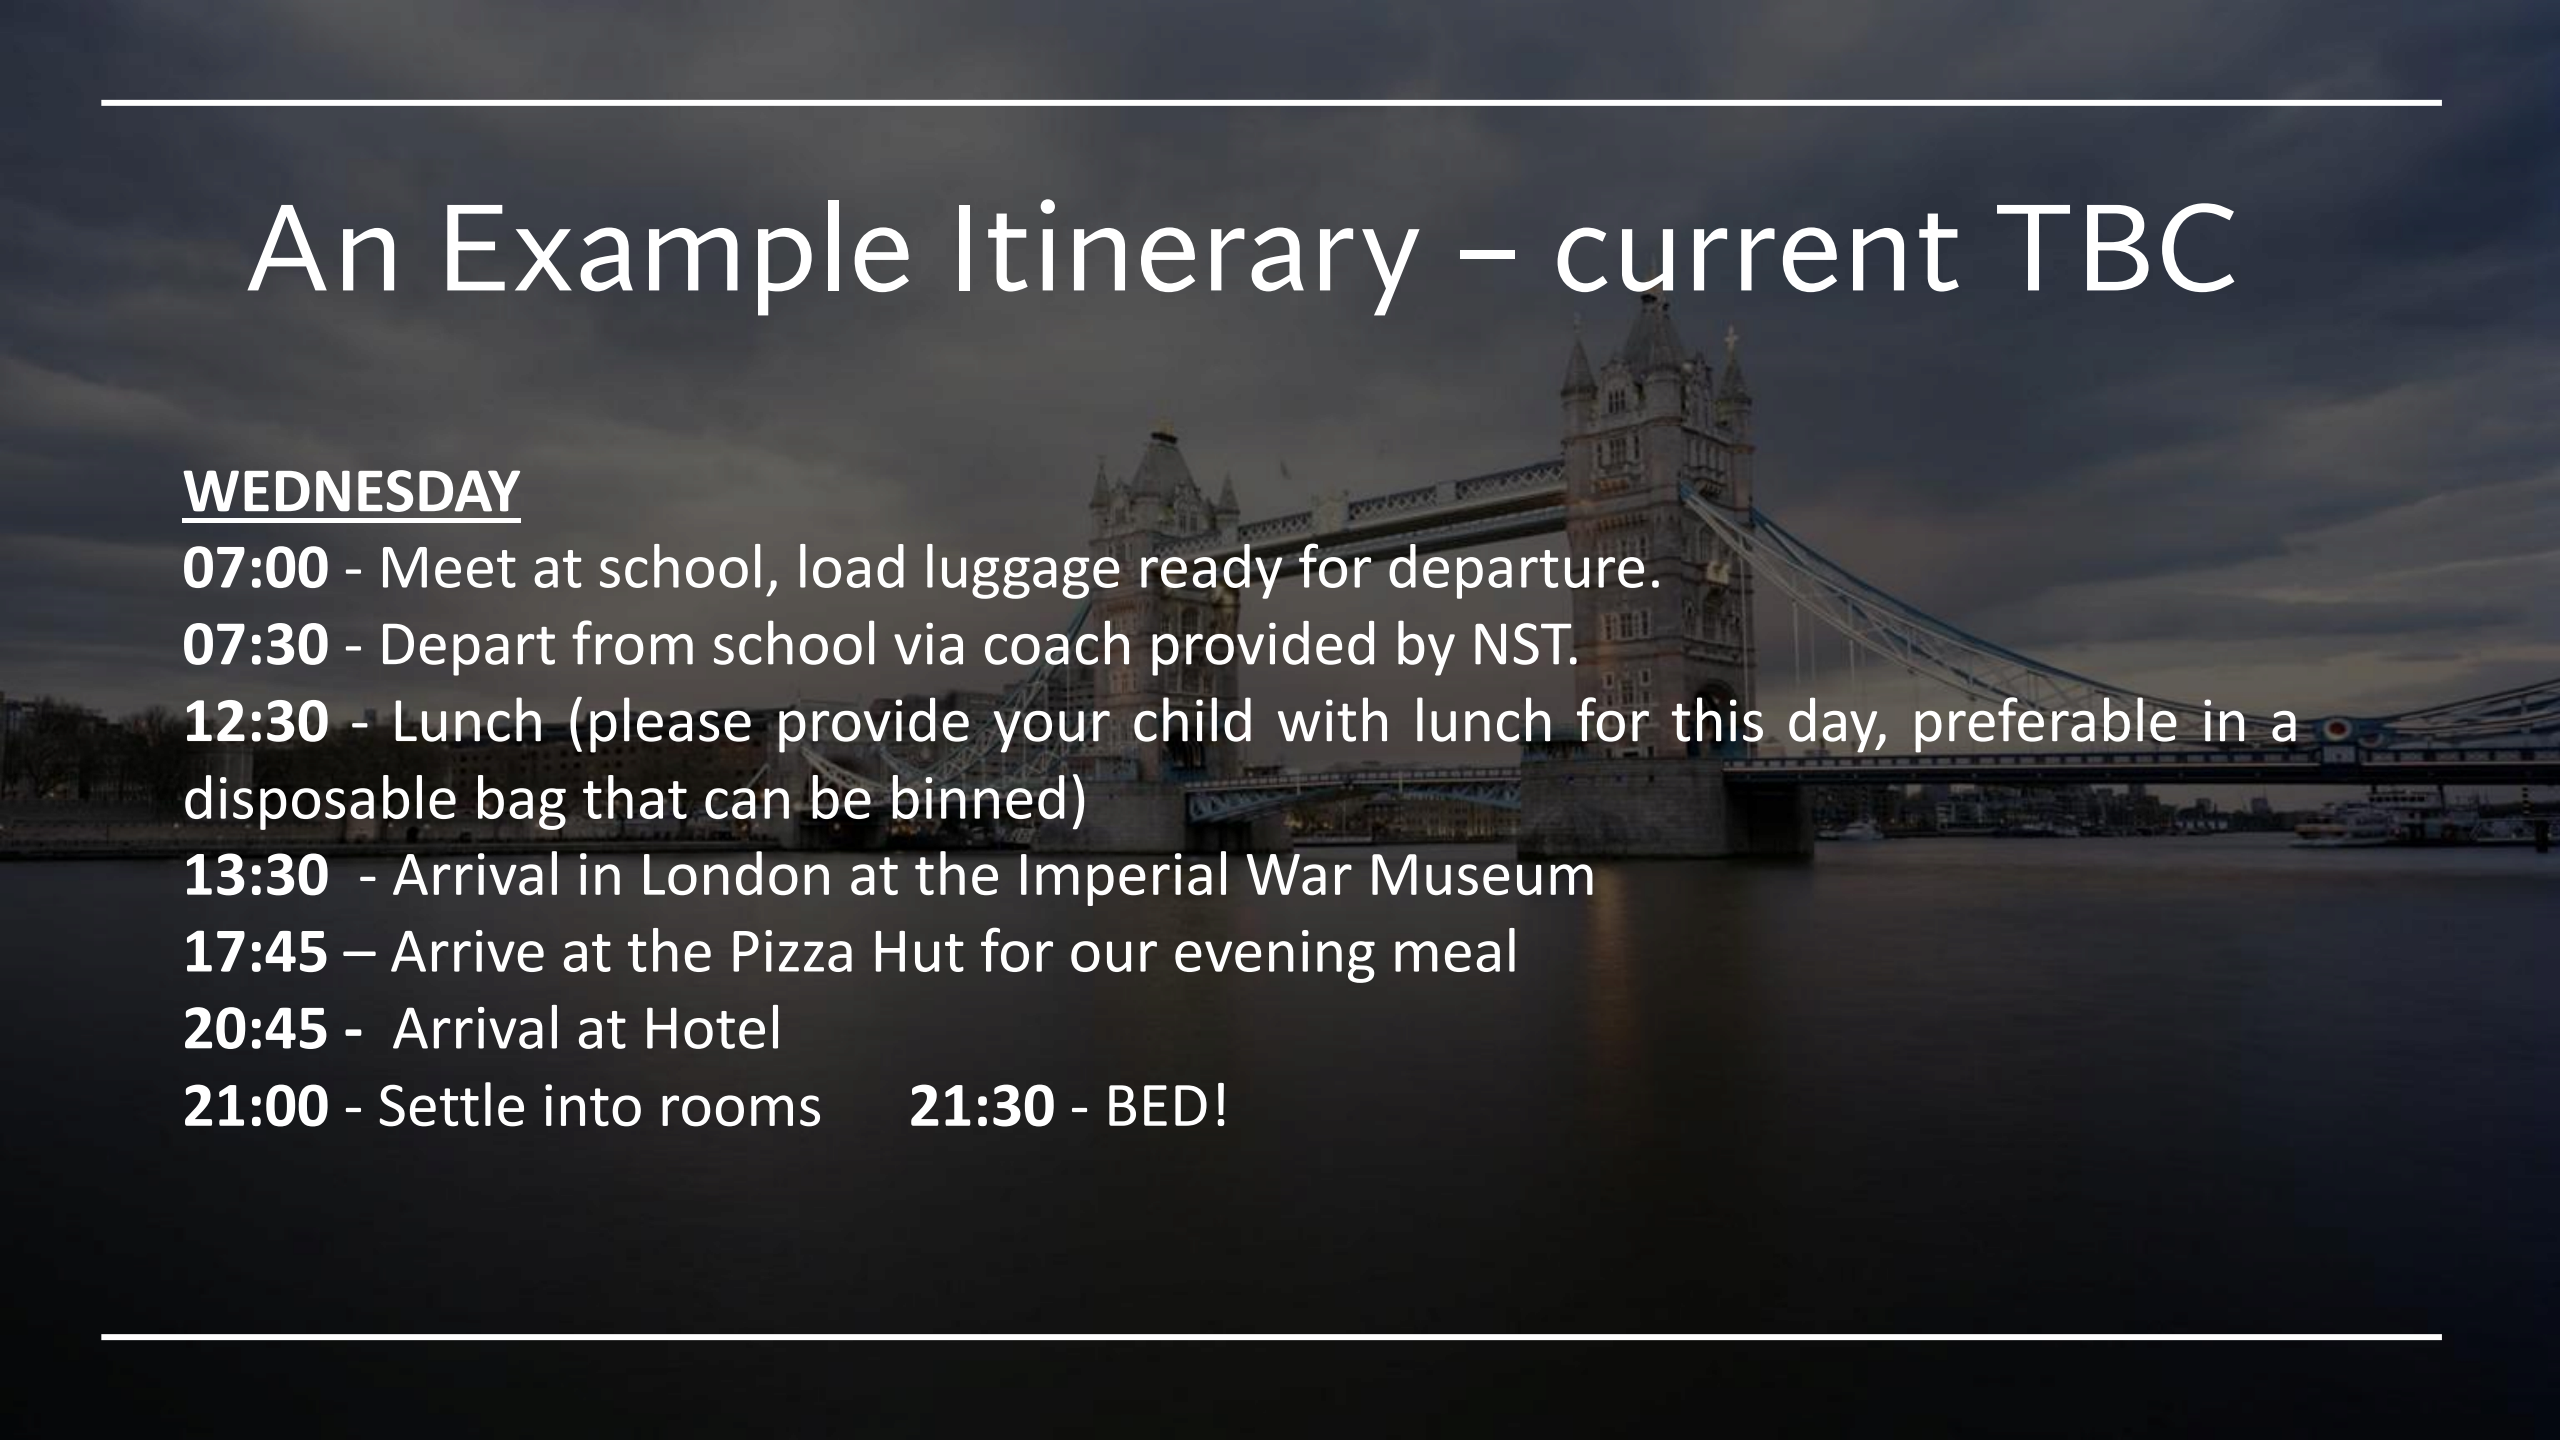 An Example Itinerary – current TBC
WEDNESDAY
07:00 - Meet at school, load luggage ready for departure.
07:30 - Depart from school via coach provided by NST.
12:30 - Lunch (please provide your child with lunch for this day, preferable in a
disposable bag that can be binned)
13:30  - Arrival in London at the Imperial War Museum
17:45 – Arrive at the Pizza Hut for our evening meal
20:45 -  Arrival at Hotel
21:00 - Settle into rooms     21:30 - BED!